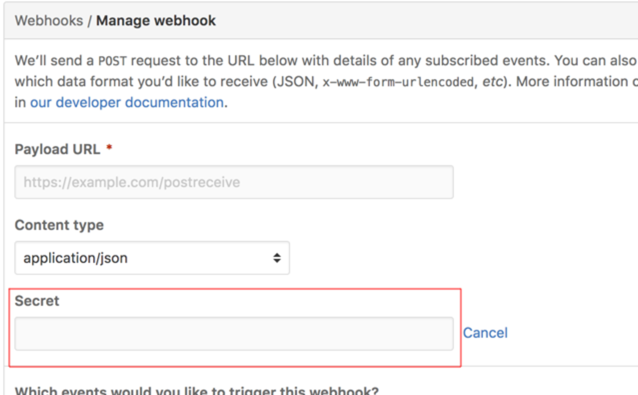 Webhooks / Manage webhook
We'll send a POST request to the URL below with details of any subscribed events. You can also
which data format you'd like to receive (JSON, x-www-form-urlencoded, etc). More information
in our developer documentation.
Payload URL *
https://example.com/postreceive
Content type
application/json
Secret
Cancel
Which events would you like to trigger this webhook?